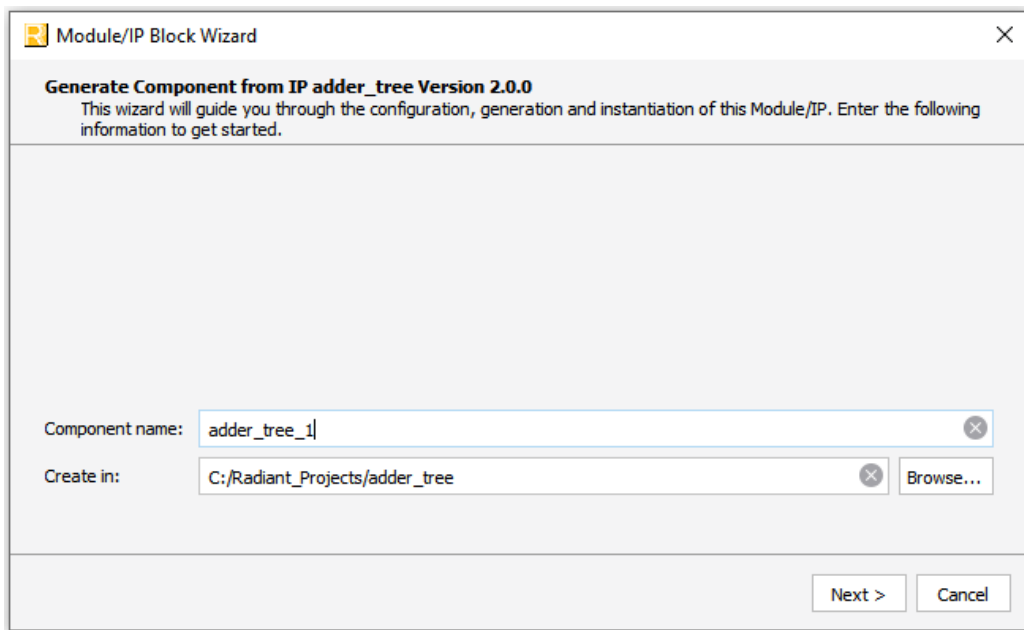 Module/IP Block Wizard
Generate Component from IP adder_tree Version 2.0.0
This wizard will guide you through the configuration, generation and instantiation of this Module/IP. Enter the following
information to get started.
Component name: adder_tree_1
Create in: C:/Radiant_Projects/adder_tree Browse...
Next > Cancel